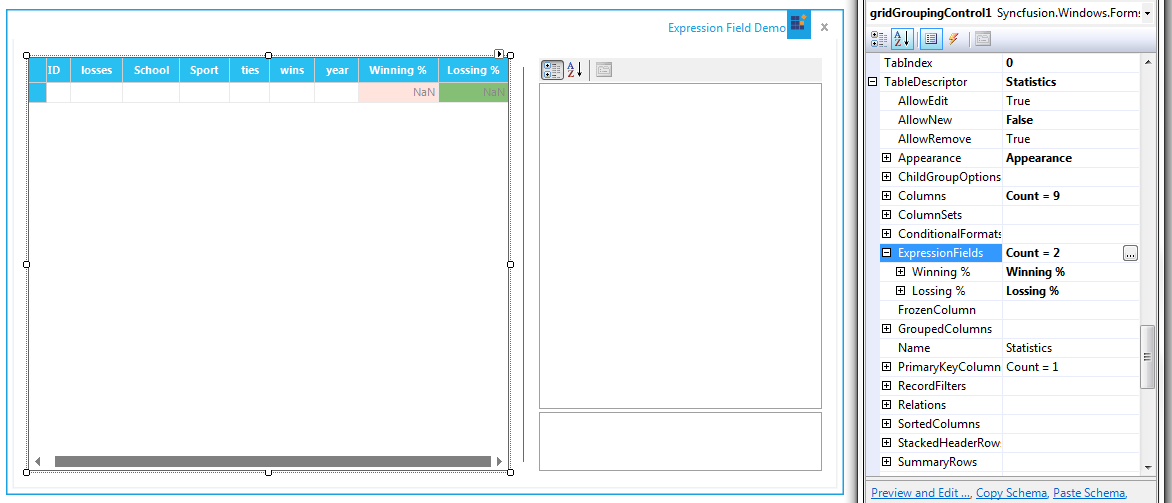 Expression Field Demo x
ID losses School Sport ties wins year Winning % Lossing %
NaN NaN
gridGroupingControl1 Syncfusion.Windows.Forms
TabIndex 0
TableDescriptor Statistics
AllowEdit True
AllowNew False
AllowRemove True
Appearance Appearance
ChildGroupOptions
Columns Count = 9
ColumnSets
ConditionalFormats
ExpressionFields Count = 2 ...
Winning % Winning %
Lossing % Lossing %
FrozenColumn
GroupedColumns
Name Statistics
PrimaryKeyColumn Count = 1
RecordFilters
Relations
SortedColumns
StackedHeaderRow
SummaryRows
Preview and Edit ..., Copy Schema, Paste Schema,